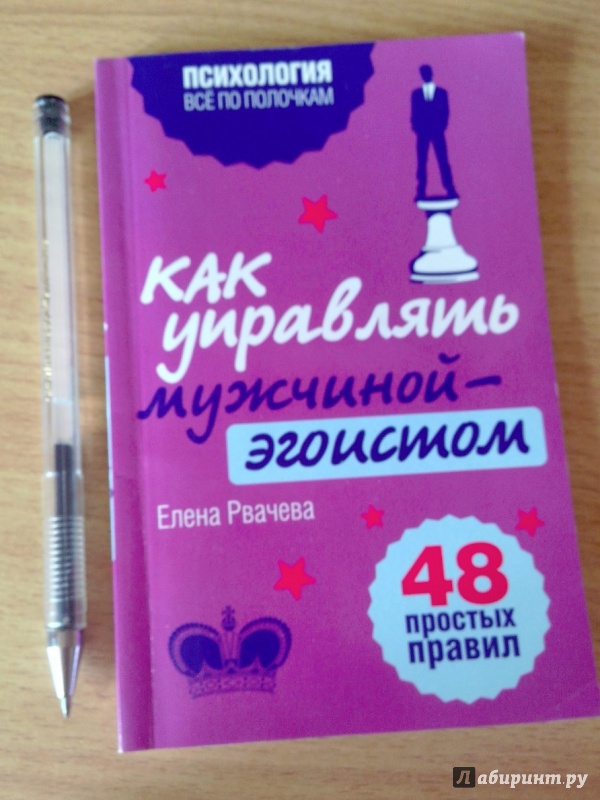 ПСИХОЛОГИЯ
ВСЁ ПО ПОЛОЧКАМ
как
управлять
мужчиной-
эгоистом
Елена Рвачева
48
простых
правил
Лабиринт.ру